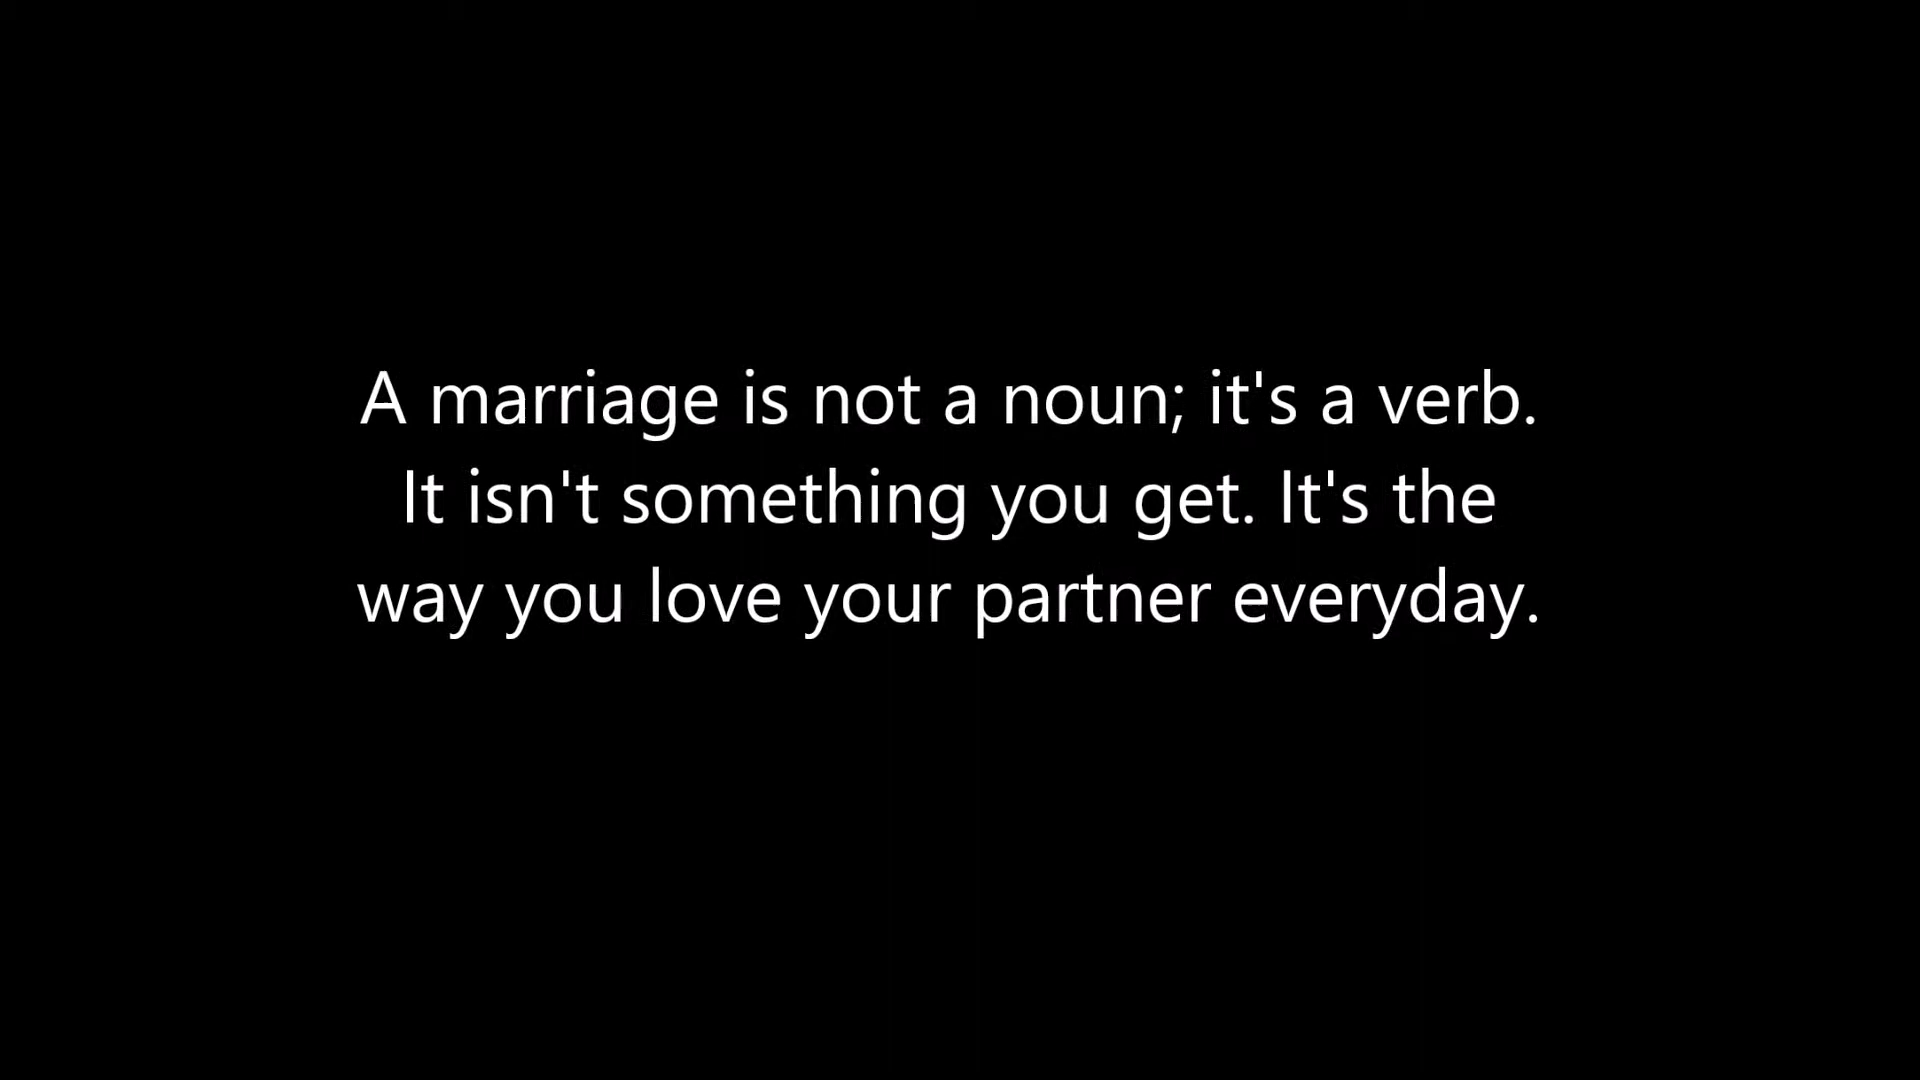 A marriage is not a noun; it's a verb.
It isn't something you get. It's the
way you love your partner everyday.